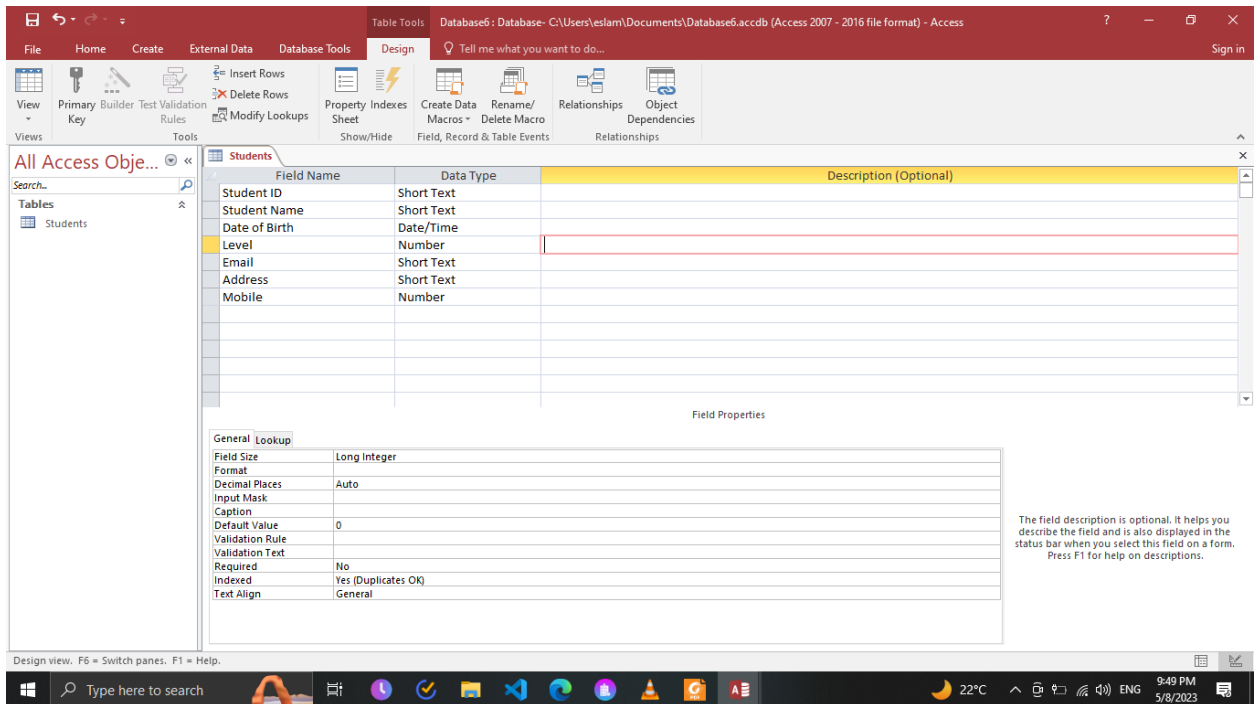 Table Tools Database6 : Database- C:\Users\eslam\Documents\Database6.accdb (Access 2007 - 2016 file format) - Access ?
File Home Create External Data Database Tools Design Tell me what you want to do... Sign in
View Primary Key Builder Test Validation Rules Insert Rows Delete Rows Modify Lookups Property Sheet Indexes Create Data Macros Rename/ Delete Macro Relationships Object Dependencies
Views Tools Show/Hide Field, Record & Table Events Relationships
All Access Obje... «
Search...
Tables
Students
Students
Field Name Data Type Description (Optional)
Student ID Short Text
Student Name Short Text
Date of Birth Date/Time
Level Number
Email Short Text
Address Short Text
Mobile Number
Field Properties
General Lookup
Field Size Long Integer
Format
Decimal Places Auto
Input Mask
Caption
Default Value 0
Validation Rule
Validation Text
Required No
Indexed Yes (Duplicates OK)
Text Align General
The field description is optional. It helps you
describe the field and is also displayed in the
status bar when you select this field on a form.
Press F1 for help on descriptions.
Design view. F6 = Switch panes. F1 = Help.
Type here to search 22°C ENG 9:49 PM
5/8/2023